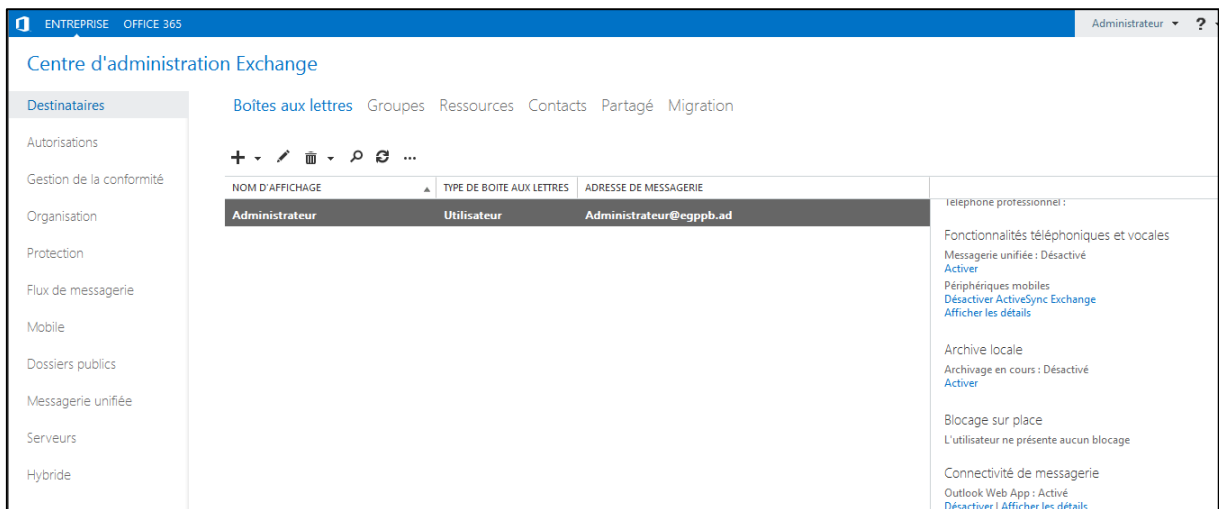 ENTREPRISE OFFICE 365
Administrateur ?
Centre d'administration Exchange
Destinataires
Autorisations
Gestion de la conformité
Organisation
Protection
Flux de messagerie
Mobile
Dossiers publics
Messagerie unifiée
Serveurs
Hybride
Boîtes aux lettres Groupes Ressources Contacts Partagé Migration
NOM D'AFFICHAGE TYPE DE BOITE AUX LETTRES ADRESSE DE MESSAGERIE
Administrateur Utilisateur Administrateur@egppb.ad
Téléphone professionnel :
Fonctionnalités téléphoniques et vocales
Messagerie unifiée : Désactivé
Activer
Périphériques mobiles
Désactiver ActiveSync Exchange
Afficher les détails
Archive locale
Archivage en cours : Désactivé
Activer
Blocage sur place
L'utilisateur ne présente aucun blocage
Connectivité de messagerie
Outlook Web App : Activé
Désactiver | Afficher les détails